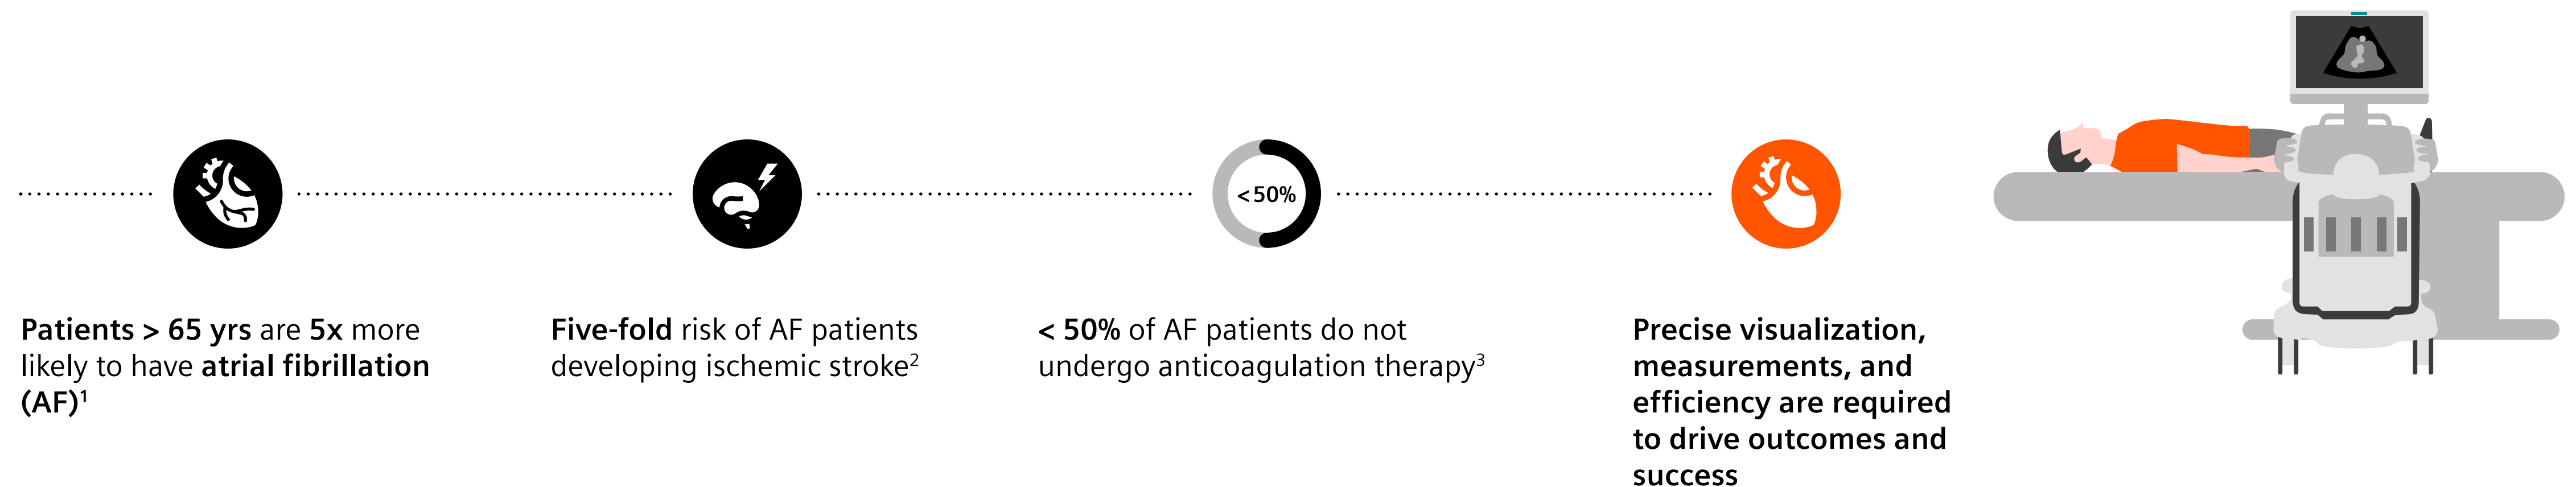 <50%
Patients > 65 yrs are 5x more
likely to have atrial fibrillation
(AF)¹
Five-fold risk of AF patients
developing ischemic stroke²
< 50% of AF patients do not
undergo anticoagulation therapy³
Precise visualization,
measurements, and
efficiency are required
to drive outcomes and
success